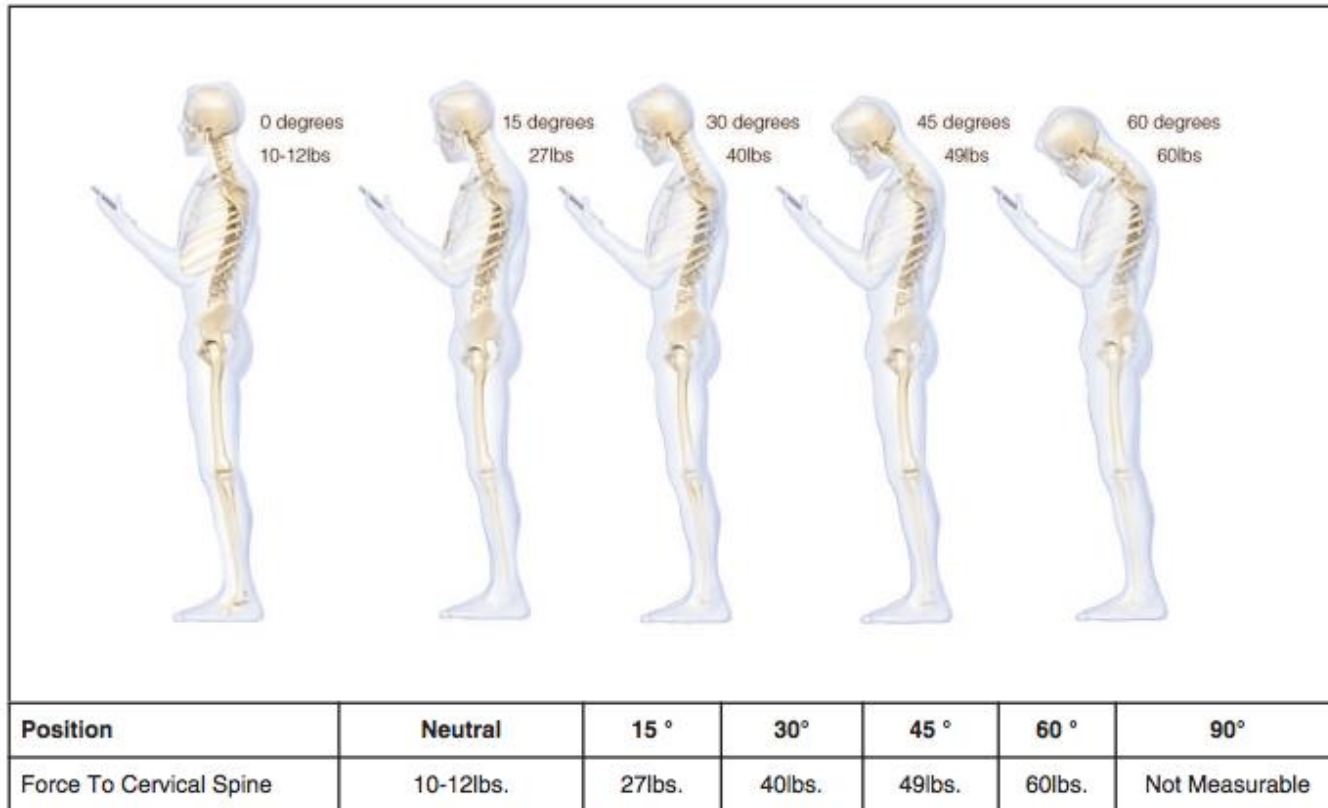 0 degrees
10-12lbs
15 degrees
27lbs
30 degrees
40lbs
45 degrees
49lbs
60 degrees
60lbs
Position Neutral 15 ° 30° 45 ° 60 ° 90°
Force To Cervical Spine 10-12lbs. 27lbs. 40lbs. 49lbs. 60lbs. Not Measurable